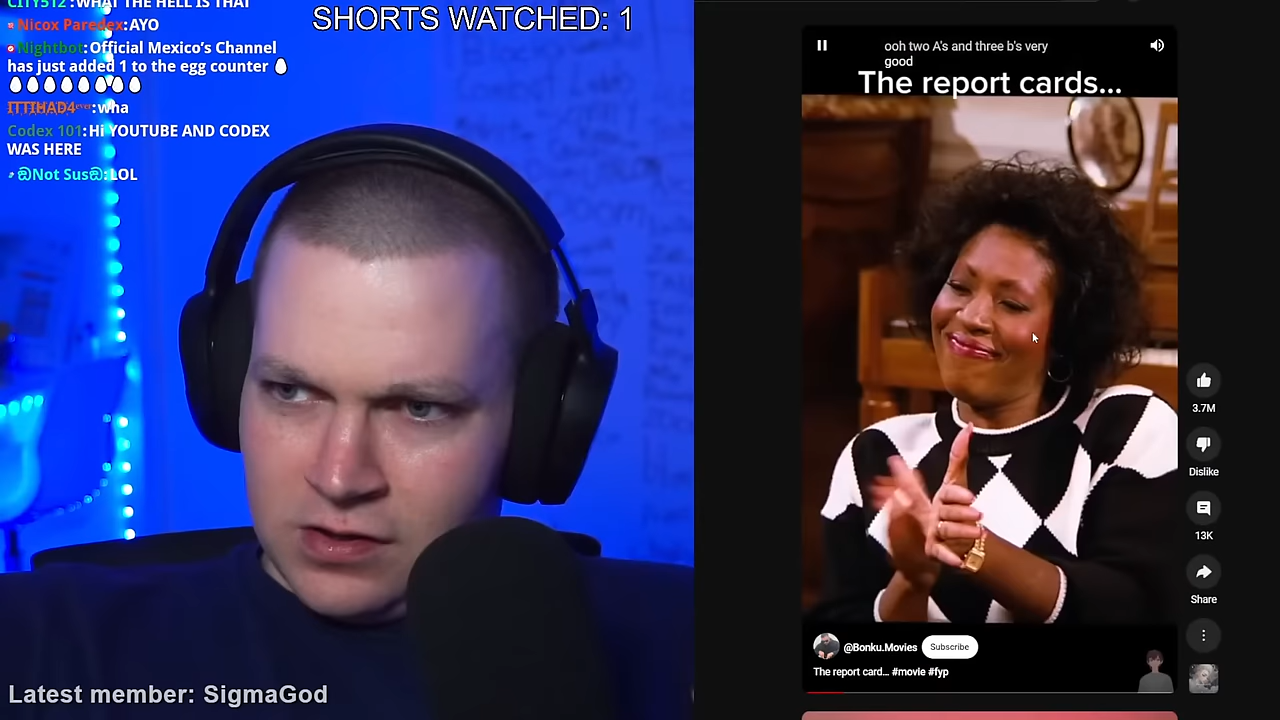 CITY512 :WHAT THE HELL IS THAT
Nicox Paredex:AYO
Nightbot:Official Mexico’s Channel
has just added 1 to the egg counter
ITTIHAD4ever:wha
Codex 101:Hi YOUTUBE AND CODEX
WAS HERE
Not Sus:LOL
SHORTS WATCHED: 1
Latest member: SigmaGod
ooh two A's and three b's very
good
The report cards...
3.7M
Dislike
13K
Share
@Bonku.Movies Subscribe
The report card... #movie #fyp